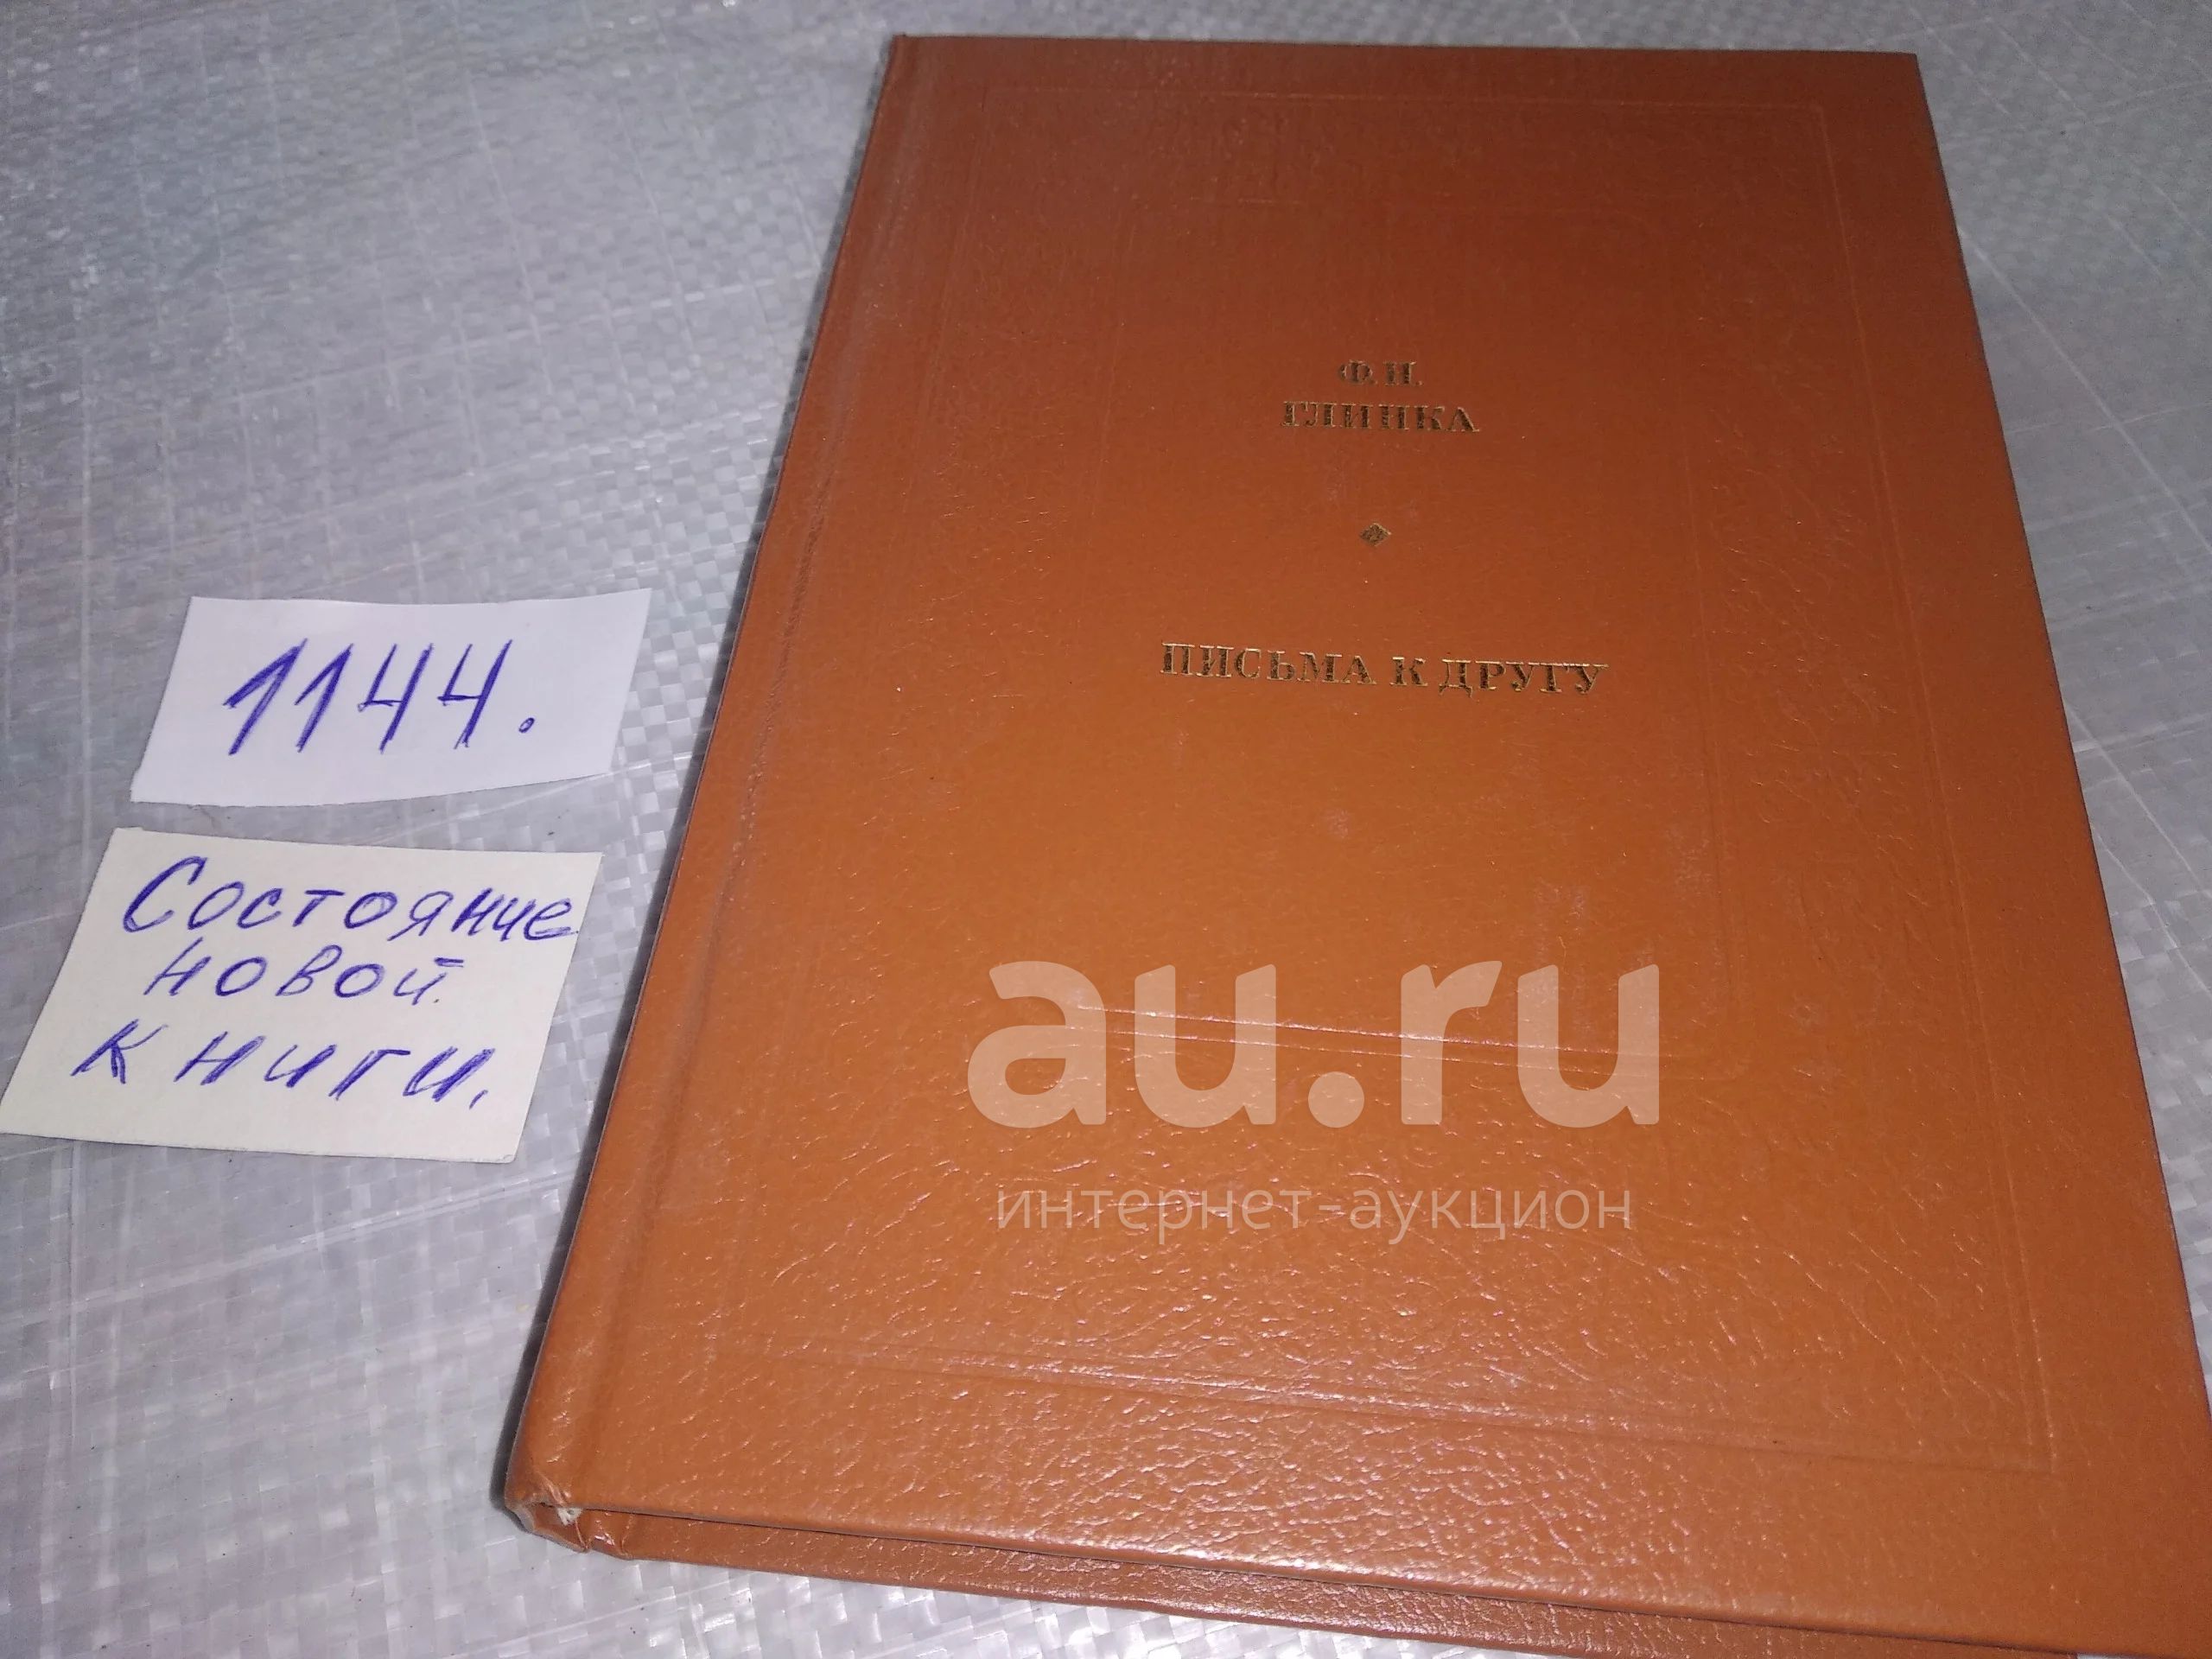 Ф. Н.
ГЛИНКА
ПИСЬМА К ДРУГУ
1144.
Состояние
новой
книги.
au.ru
интернет-аукцион